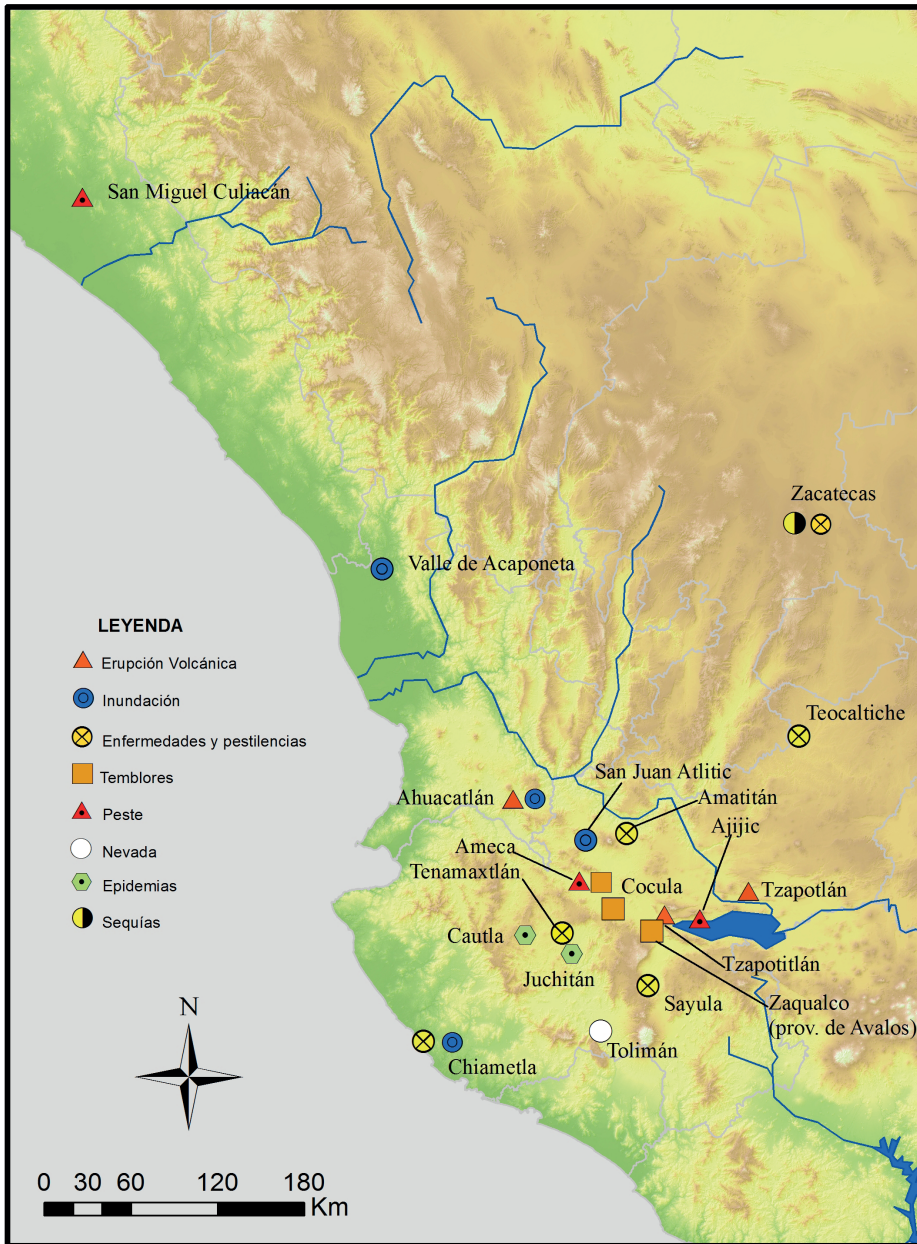 San Miguel Culiacán
Zacatecas
Valle de Acaponeta
LEYENDA
Erupción Volcánica
Inundación
Enfermedades y pestilencias
Temblores
Peste
Nevada
Epidemias
Sequías
Teocaltiche
San Juan Atlitic
Ahuacatlán
Amatitán
Ajijic
Ameca
Tenamaxtlán
Cocula
Tzapotlán
Cautla
Tzapotitlán
Juchitán
Sayula
Zaqualco
(prov. de Avalos)
Tolimán
Chiametla
N
0 30 60 120 180
Km